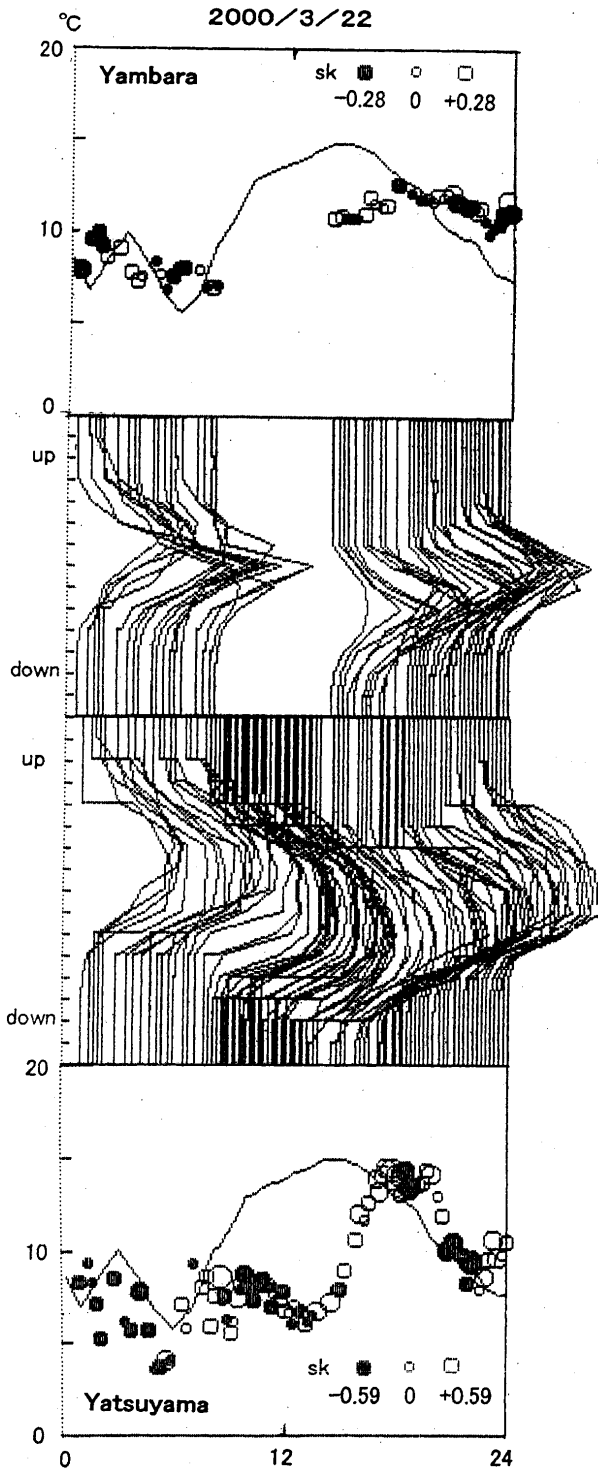 °C 2000/3/22
20
Yambara
sk
−0.28 0 +0.28
10
0
up
down
up
down
20
10
sk
−0.59 0 +0.59
Yatsuyama
0
0 12 24